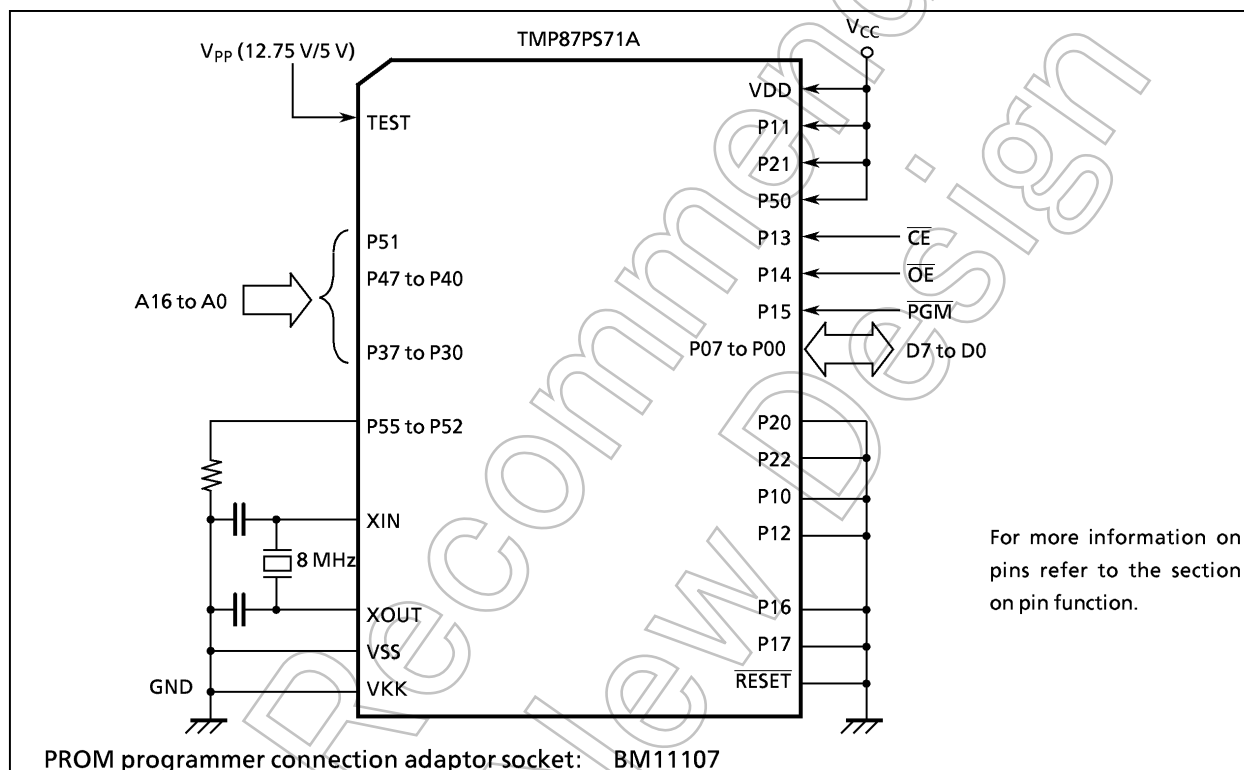 TMP87PS71A
VCC
VPP (12.75 V/5 V)
TEST
VDD
P11
P21
P50
P51
P47 to P40
A16 to A0
P37 to P30
P13
CE
P14
OE
P15
PGM
P07 to P00
D7 to D0
P55 to P52
XIN
8 MHz
XOUT
VSS
GND
VKK
P20
P22
P10
P12
P16
P17
RESET
For more information on
pins refer to the section
on pin function.
PROM programmer connection adaptor socket: BM11107
Recommen
ew Design